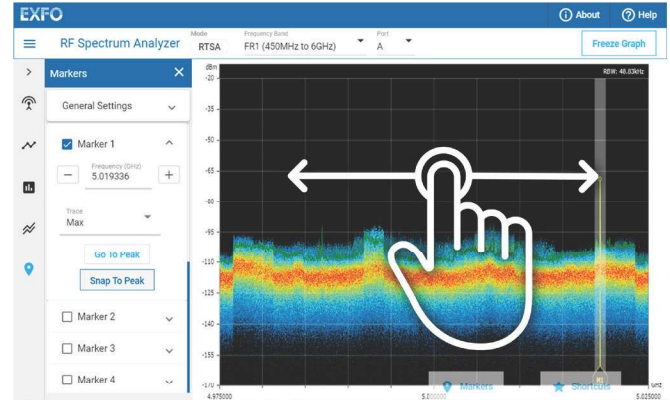 EXFO
About
Help
RF Spectrum Analyzer
Mode
RTSA
Frequency Band
FR1 (450MHz to 6GHz)
Port
A
Freeze Graph
Markers
General Settings
Marker 1
Frequency (GHz)
5.019336
Trace
Max
Go To Peak
Snap To Peak
Marker 2
Marker 3
Marker 4
dBm
RBW: 48.83kHz
-20
-35
-50
-65
-80
-95
-110
-125
-140
-155
-170
M1
Markers
Shortcuts
4.975000
5.000000
5.025000
GHz